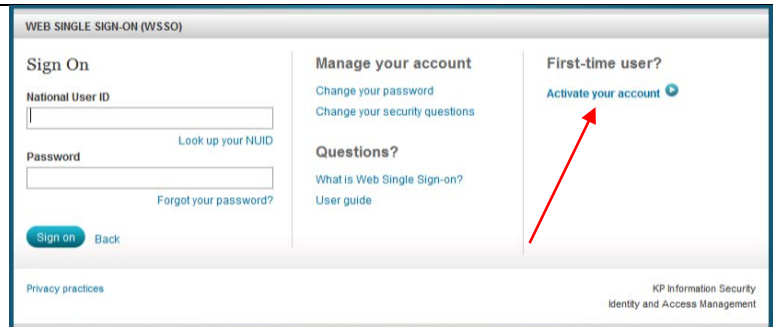 WEB SINGLE SIGN-ON (WSSO)
Sign On
National User ID
Look up your NUID
Password
Forgot your password?
Sign on Back
Manage your account
Change your password
Change your security questions
Questions?
What is Web Single Sign-on?
User guide
First-time user?
Activate your account
Privacy practices
KP Information Security
Identity and Access Management